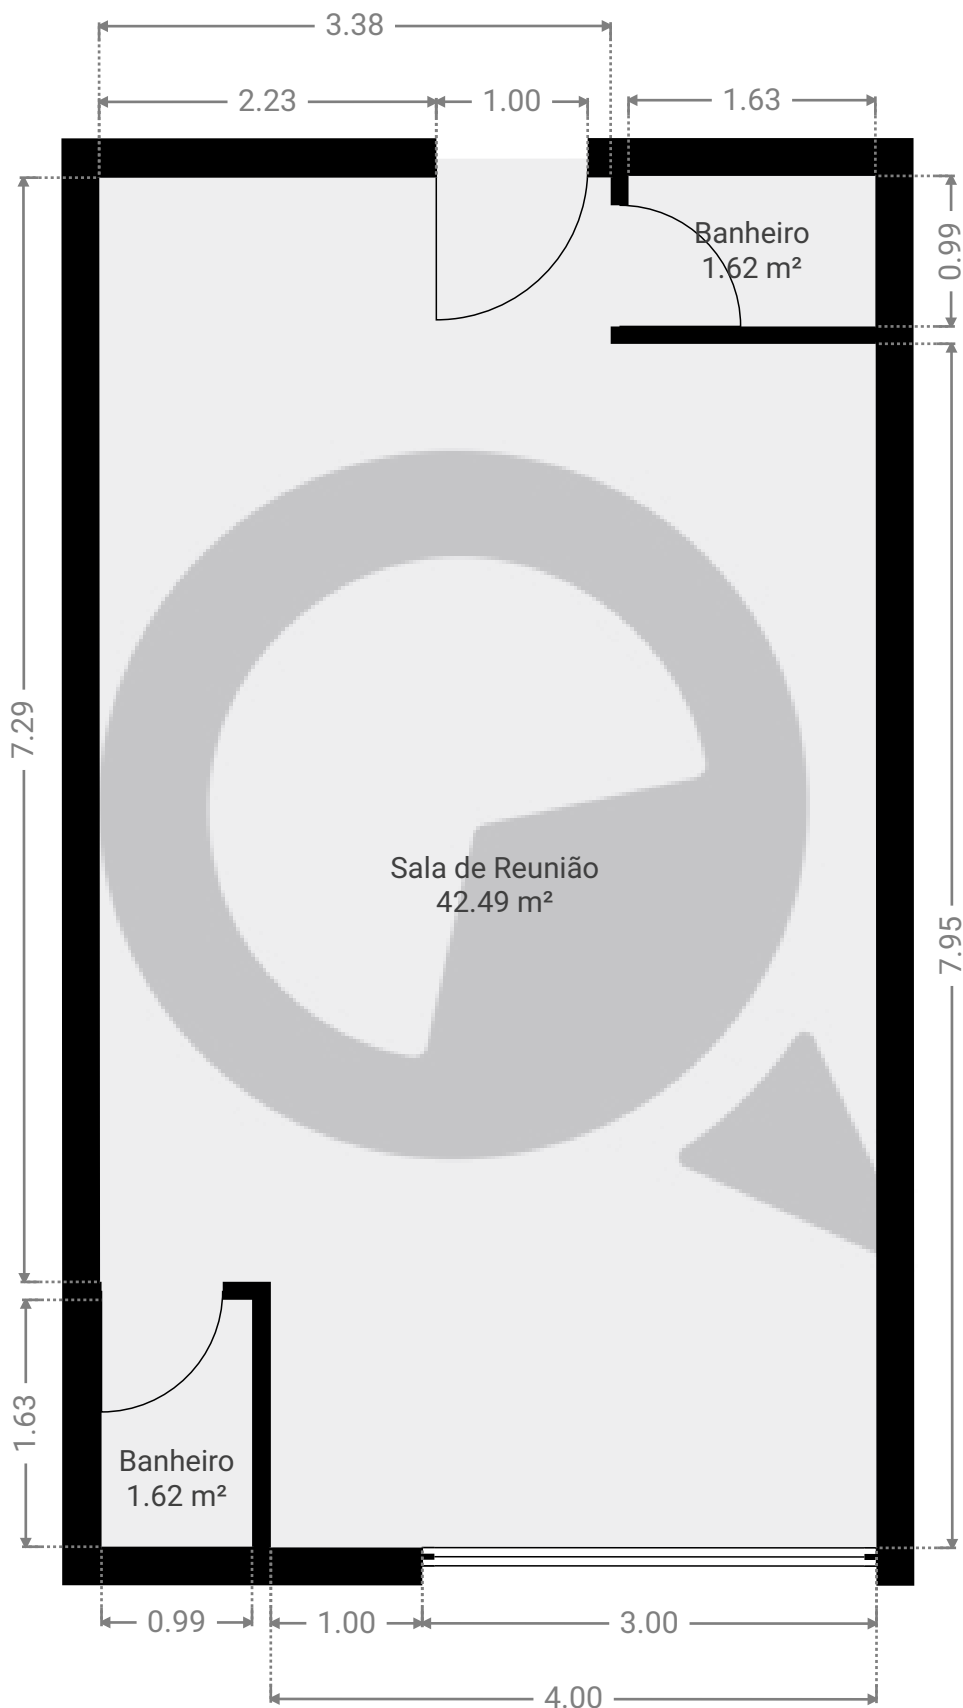 3.38
2.23
1.00
1.63
Banheiro
1.62 m²
0.99
7.29
Sala de Reunião
42.49 m²
7.95
1.63
Banheiro
1.62 m²
0.99
1.00
3.00
4.00